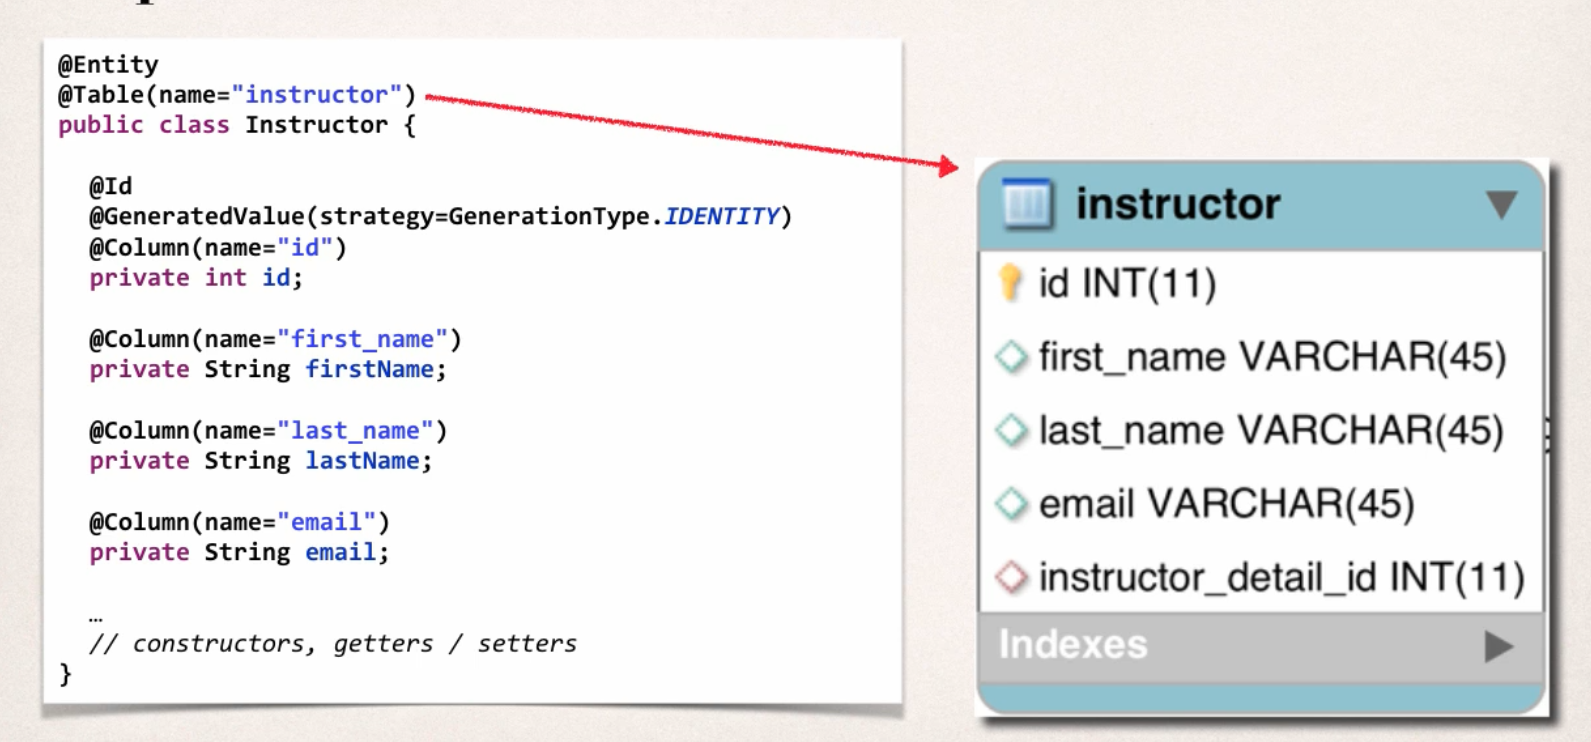 @Entity
@Table(name="instructor")
public class Instructor {
@Id
@GeneratedValue(strategy=GenerationType.IDENTITY)
@Column(name="id")
private int id;
@Column(name="first_name")
private String firstName;
@Column(name="last_name")
private String lastName;
@Column(name="email")
private String email;
…
// constructors, getters / setters
}
instructor
id INT(11)
first_name VARCHAR(45)
last_name VARCHAR(45)
email VARCHAR(45)
instructor_detail_id INT(11)
Indexes